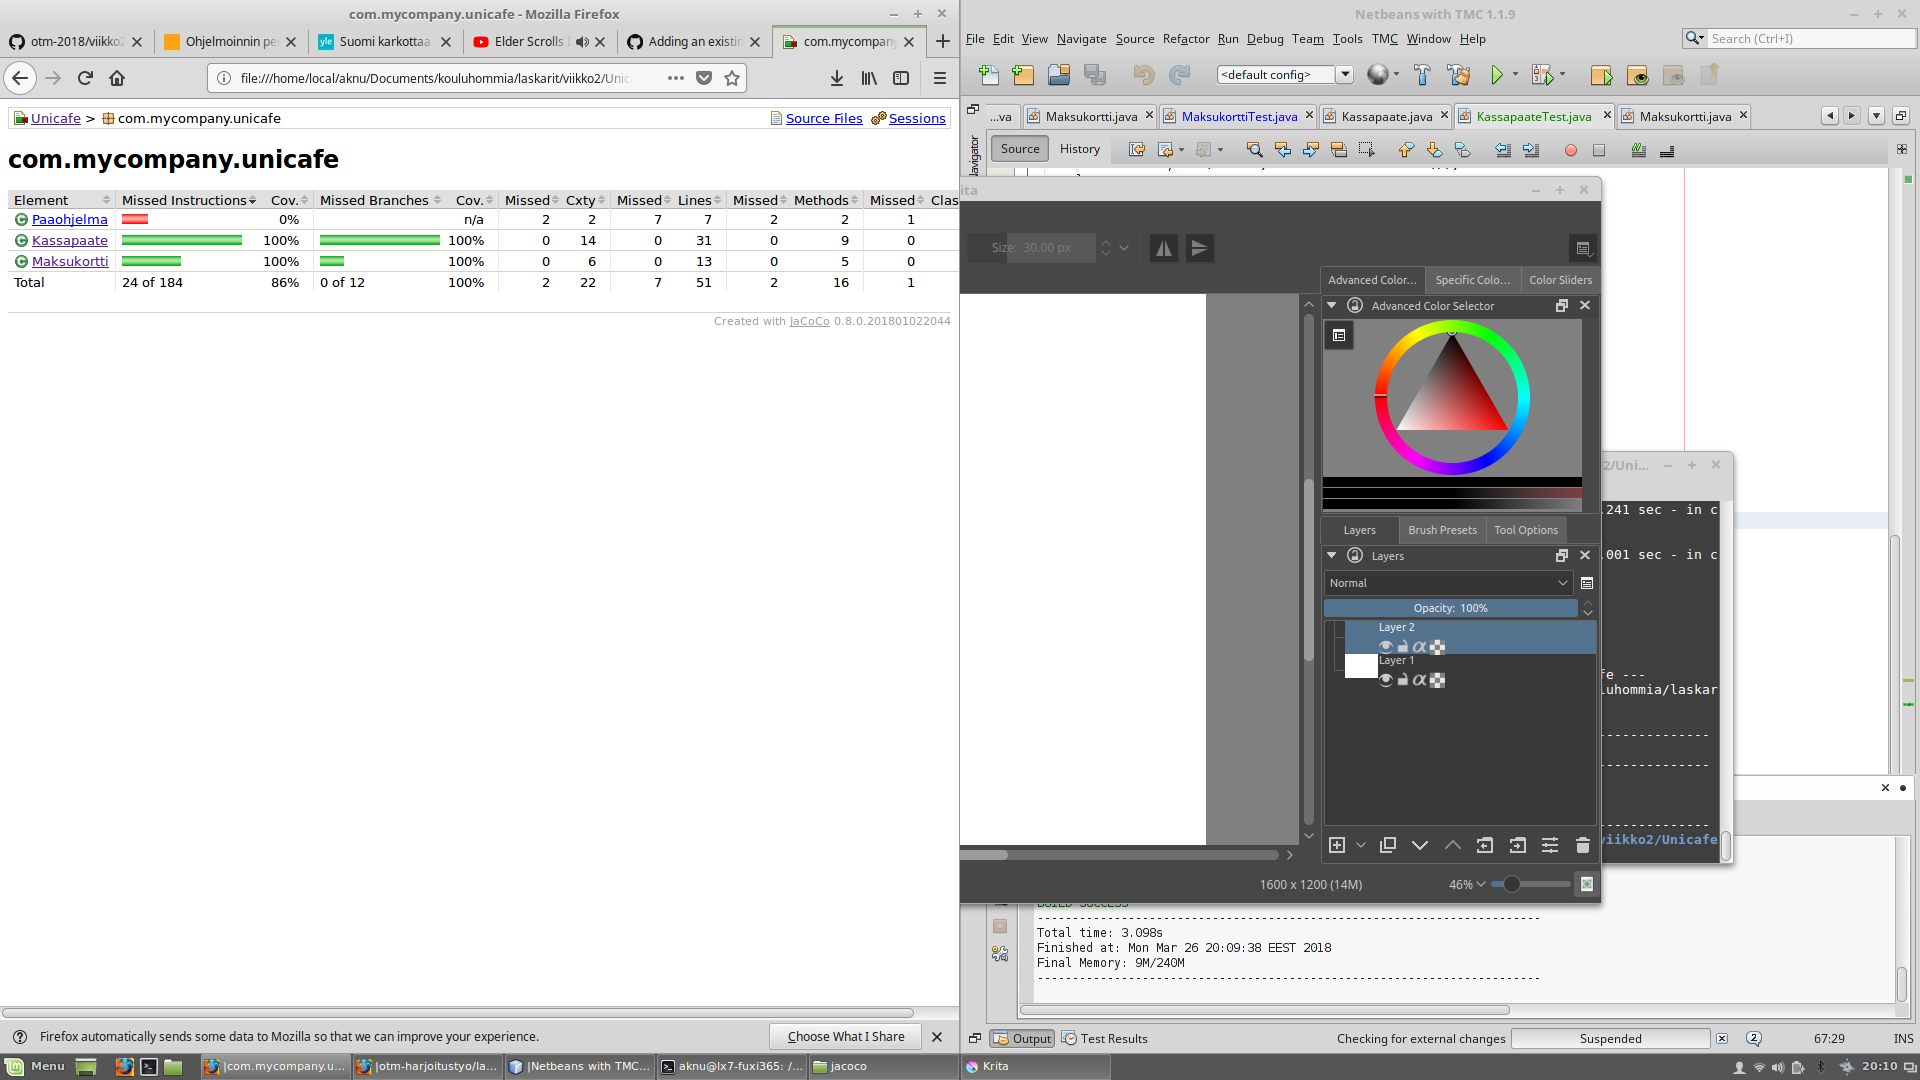 com.mycompany.unicafe - Mozilla Firefox
otm-2018/viikko2
Ohjelmoinnin pe
Suomi karkottaa
Elder Scrolls
Adding an existin
com.mycompany
file:///home/local/aknu/Documents/kouluhommia/laskarit/viikko2/Unic
Unicafe > com.mycompany.unicafe
Source Files Sessions
com.mycompany.unicafe
Element Missed Instructions Cov. Missed Branches Cov. Missed Cxty Missed Lines Missed Methods Missed Clas
Paaohjelma 0% n/a 2 2 7 7 2 2 1
Kassapaate 100% 100% 0 14 0 31 0 9 0
Maksukortti 100% 100% 0 6 0 13 0 5 0
Total 24 of 184 86% 0 of 12 100% 2 22 7 51 2 16 1
Created with JaCoCo 0.8.0.201801022044
Firefox automatically sends some data to Mozilla so that we can improve your experience.
Choose What I Share
Netbeans with TMC 1.1.9
File Edit View Navigate Source Refactor Run Debug Team Tools TMC Window Help
Search (Ctrl+I)
<default config>
...va Maksukortti.java MaksukorttiTest.java Kassapaate.java KassapaateTest.java Maksukortti.java
Navigator
Source History
ita
Size: 30.00 px
Advanced Color... Specific Colo... Color Sliders
Advanced Color Selector
Layers Brush Presets Tool Options
Layers
Normal
Opacity: 100%
Layer 2
Layer 1
1600 x 1200 (14M)
46%
2/Uni...
.241 sec - in c
.001 sec - in c
fe ---
luhommia/laskar
---------------
---------------
---------------
viikko2/Unicafe
BUILD SUCCESS
------------------------------------------------------------------------
Total time: 3.098s
Finished at: Mon Mar 26 20:09:38 EEST 2018
Final Memory: 9M/240M
------------------------------------------------------------------------
Output Test Results
Checking for external changes
Suspended
2
67:29
INS
Menu
|com.mycompany.u...
|otm-harjoitustyo/la...
|Netbeans with TMC...
aknu@lx7-fuxi365: /...
jacoco
Krita
20:10